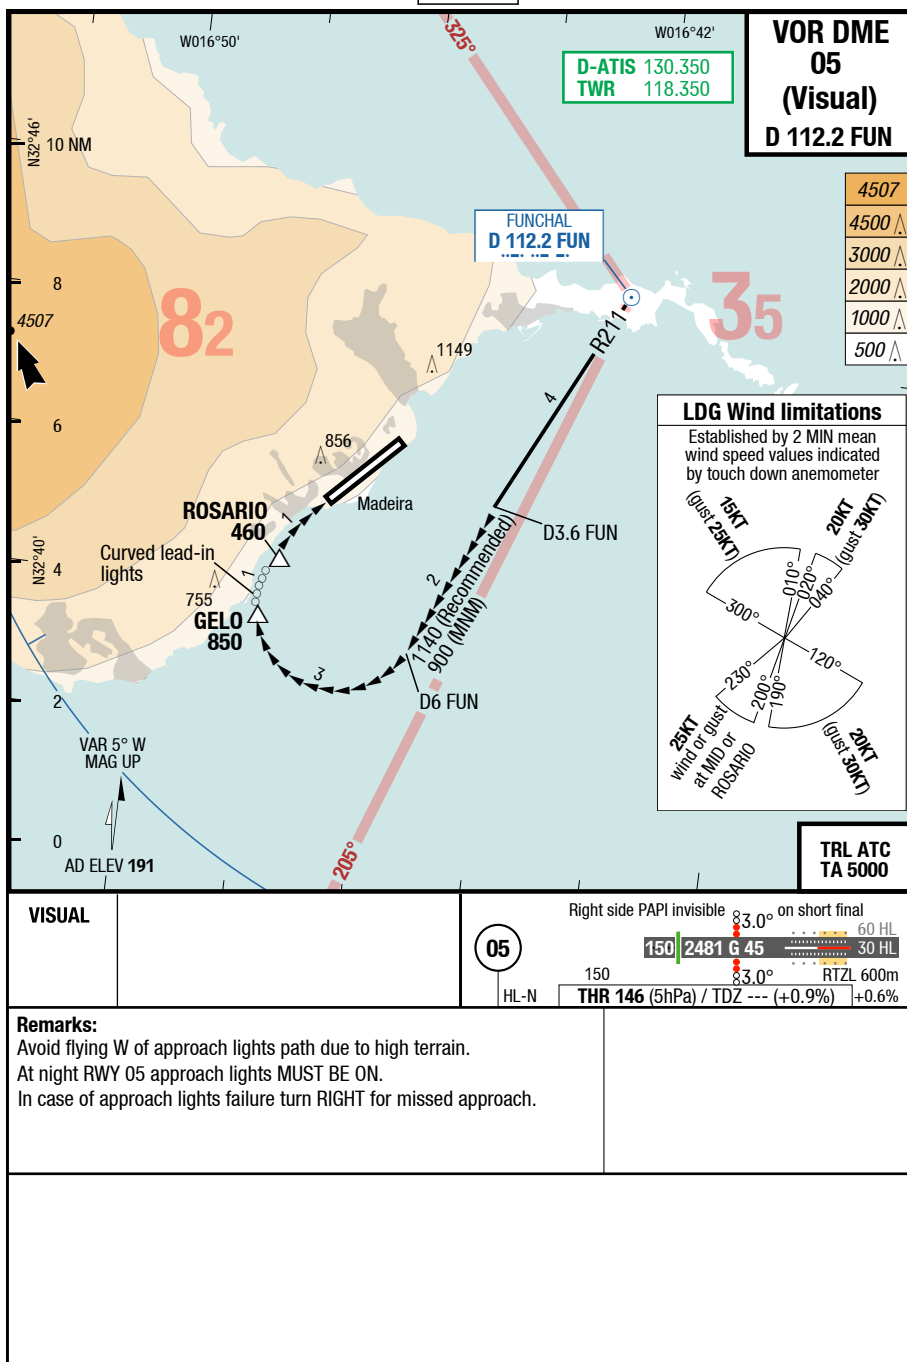 W016°50'
325°
W016°42'
VOR DME
05
(Visual)
D 112.2 FUN
D-ATIS 130.350
TWR 118.350
N32°46'
10 NM
FUNCHAL
D 112.2 FUN
4507
4500
3000
2000
1000
500
8
82
35
4507
R211
1149
4
6
LDG Wind limitations
Established by 2 MIN mean
wind speed values indicated
by touch down anemometer
856
15KT
(gust 25KT)
20KT
(gust 30KT)
ROSARIO
460
1
Madeira
D3.6 FUN
N32°40'
4
Curved lead-in
lights
1
755
2
1140 (Recommended)
900 (MNM)
010°
020°
040°
300°
120°
GELO
850
230°
200°
190°
3
D6 FUN
2
25KT
wind or gust
at MID or
ROSARIO
20KT
(gust 30KT)
VAR 5° W
MAG UP
0
AD ELEV 191
205°
TRL ATC
TA 5000
VISUAL
05
HL-N
Right side PAPI invisible on short final
3.0°
60 HL
150 2481 G 45
30 HL
150
3.0°
RTZL 600m
THR 146 (5hPa) / TDZ --- (+0.9%)
+0.6%
Remarks:
Avoid flying W of approach lights path due to high terrain.
At night RWY 05 approach lights MUST BE ON.
In case of approach lights failure turn RIGHT for missed approach.